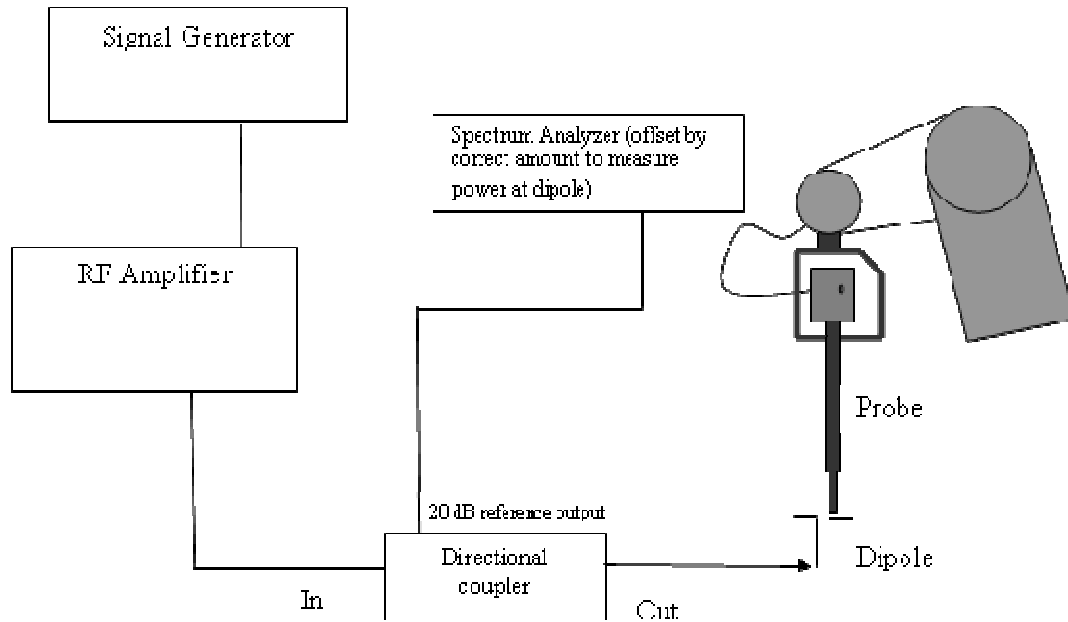 Signal Generator
Spectrum Analyzer (offset by
correct amount to measure
power at dipole)
RF Amplifier
Probe
20 dB reference output
Directional
coupler
Dipole
In
Out